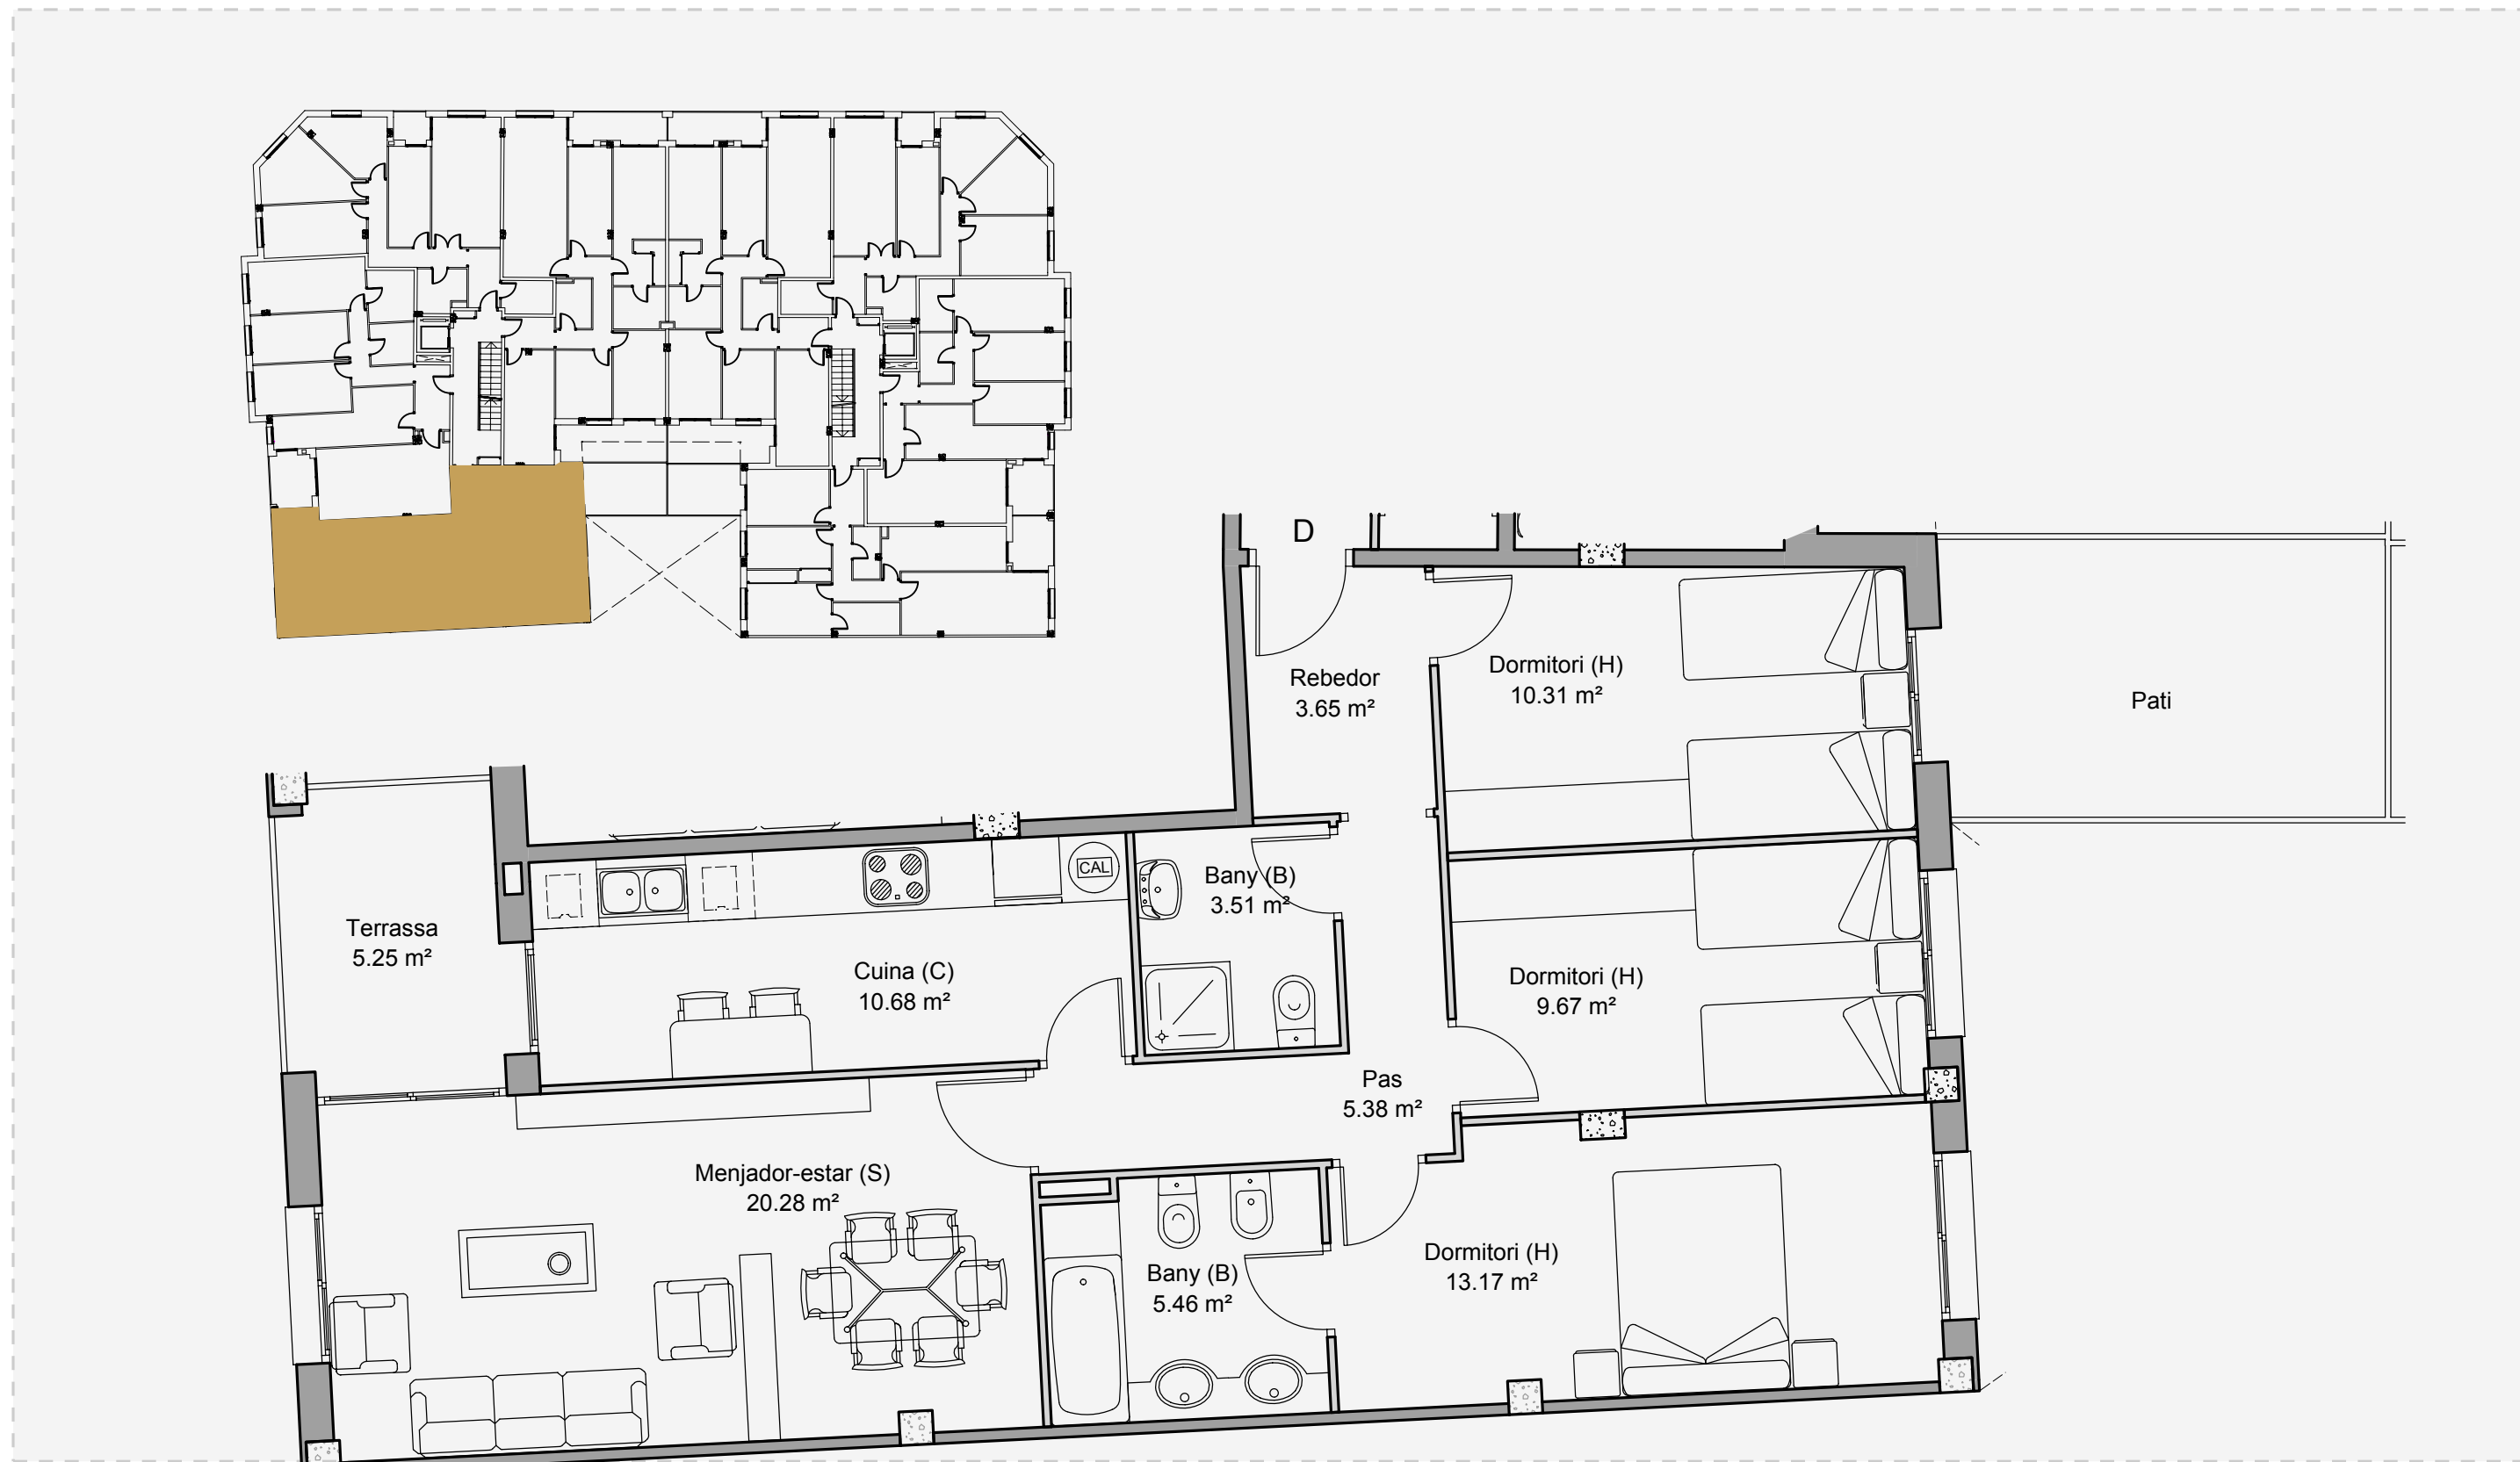 D
Rebedor
3.65 m²
Dormitori (H)
10.31 m²
Pati
Terrassa
5.25 m²
CAL
Bany (B)
3.51 m²
Cuina (C)
10.68 m²
Dormitori (H)
9.67 m²
Pas
5.38 m²
Menjador-estar (S)
20.28 m²
Bany (B)
5.46 m²
Dormitori (H)
13.17 m²